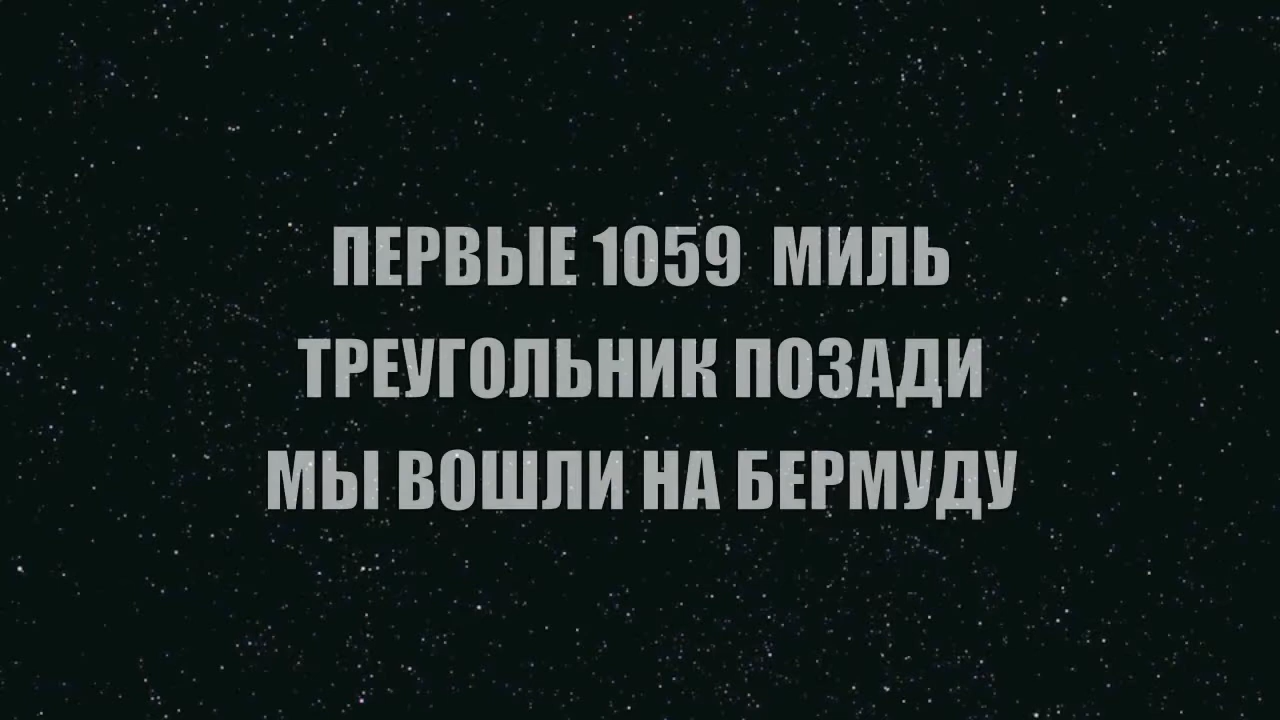 ПЕРВЫЕ 1059 МИЛЬ
ТРЕУГОЛЬНИК ПОЗАДИ
МЫ ВОШЛИ НА БЕРМУДУ